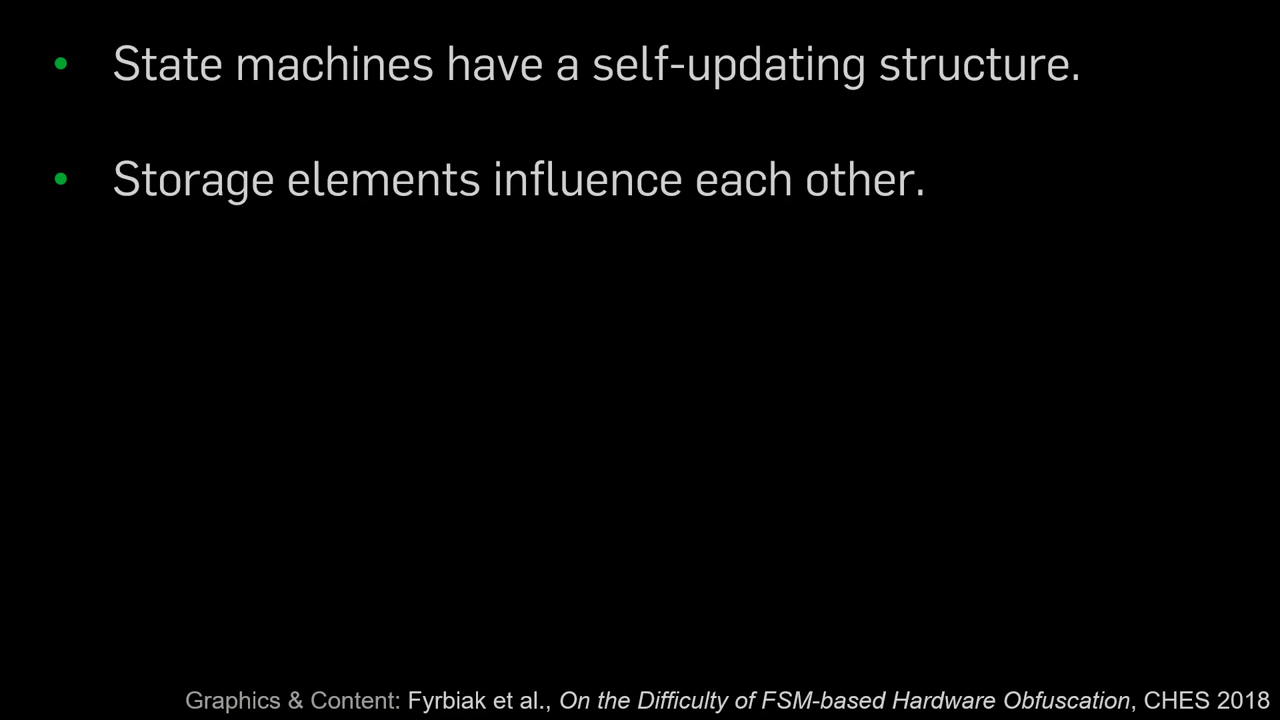 • State machines have a self-updating structure.
• Storage elements influence each other.
Graphics & Content: Fyrbiak et al., On the Difficulty of FSM-based Hardware Obfuscation, CHES 2018